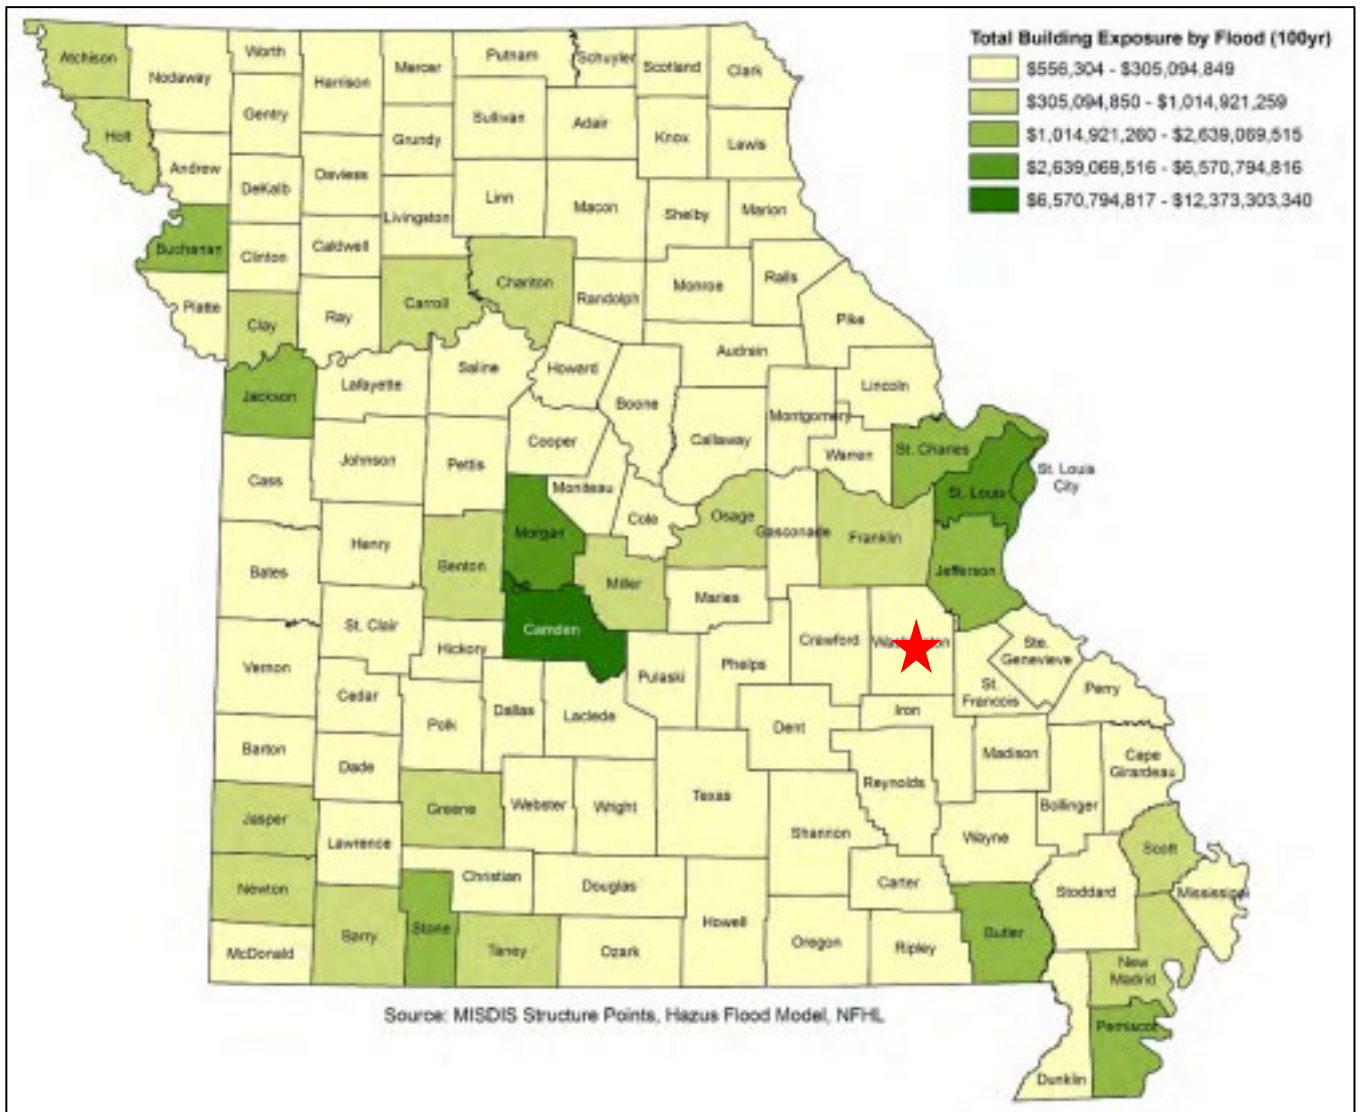 Total Building Exposure by Flood (100yr)
$556,304 - $305,094,849
$305,094,850 - $1,014,921,259
$1,014,921,260 - $2,639,069,515
$2,639,069,516 - $6,570,794,816
$6,570,794,817 - $12,373,303,340
Atchison
Nodaway
Worth
Harrison
Mercer
Putnam
Schuyler
Scotland
Clark
Gentry
Sullivan
Adair
Knox
Lewis
Holt
Andrew
DeKalb
Daviess
Grundy
Linn
Macon
Shelby
Marion
Livingston
Buchanan
Clinton
Caldwell
Carroll
Chariton
Randolph
Monroe
Ralls
Platte
Clay
Ray
Pike
Saline
Howard
Audrain
Jackson
Lafayette
Boone
Lincoln
Montgomery
Callaway
Cooper
Warren
St. Charles
Cass
Johnson
Pettis
Moniteau
St. Louis
St. Louis
City
Cole
Osage
Gasconade
Franklin
Morgan
Henry
Bates
Benton
Miller
Maries
Jefferson
St. Clair
Camden
Hickory
Pulaski
Phelps
Crawford
Ste.
Genevieve
Vernon
Cedar
Polk
Dallas
Laclede
St.
Francois
Perry
Iron
Dent
Barton
Dade
Madison
Cape
Girardeau
Reynolds
Texas
Jasper
Greene
Webster
Wright
Bollinger
Shannon
Wayne
Lawrence
Scott
Newton
Christian
Douglas
Carter
Stoddard
Mississippi
Barry
Stone
Taney
Howell
Butler
McDonald
Ozark
Oregon
Ripley
New
Madrid
Pemiscot
Dunklin
Source: MISDIS Structure Points, Hazus Flood Model, NFHL